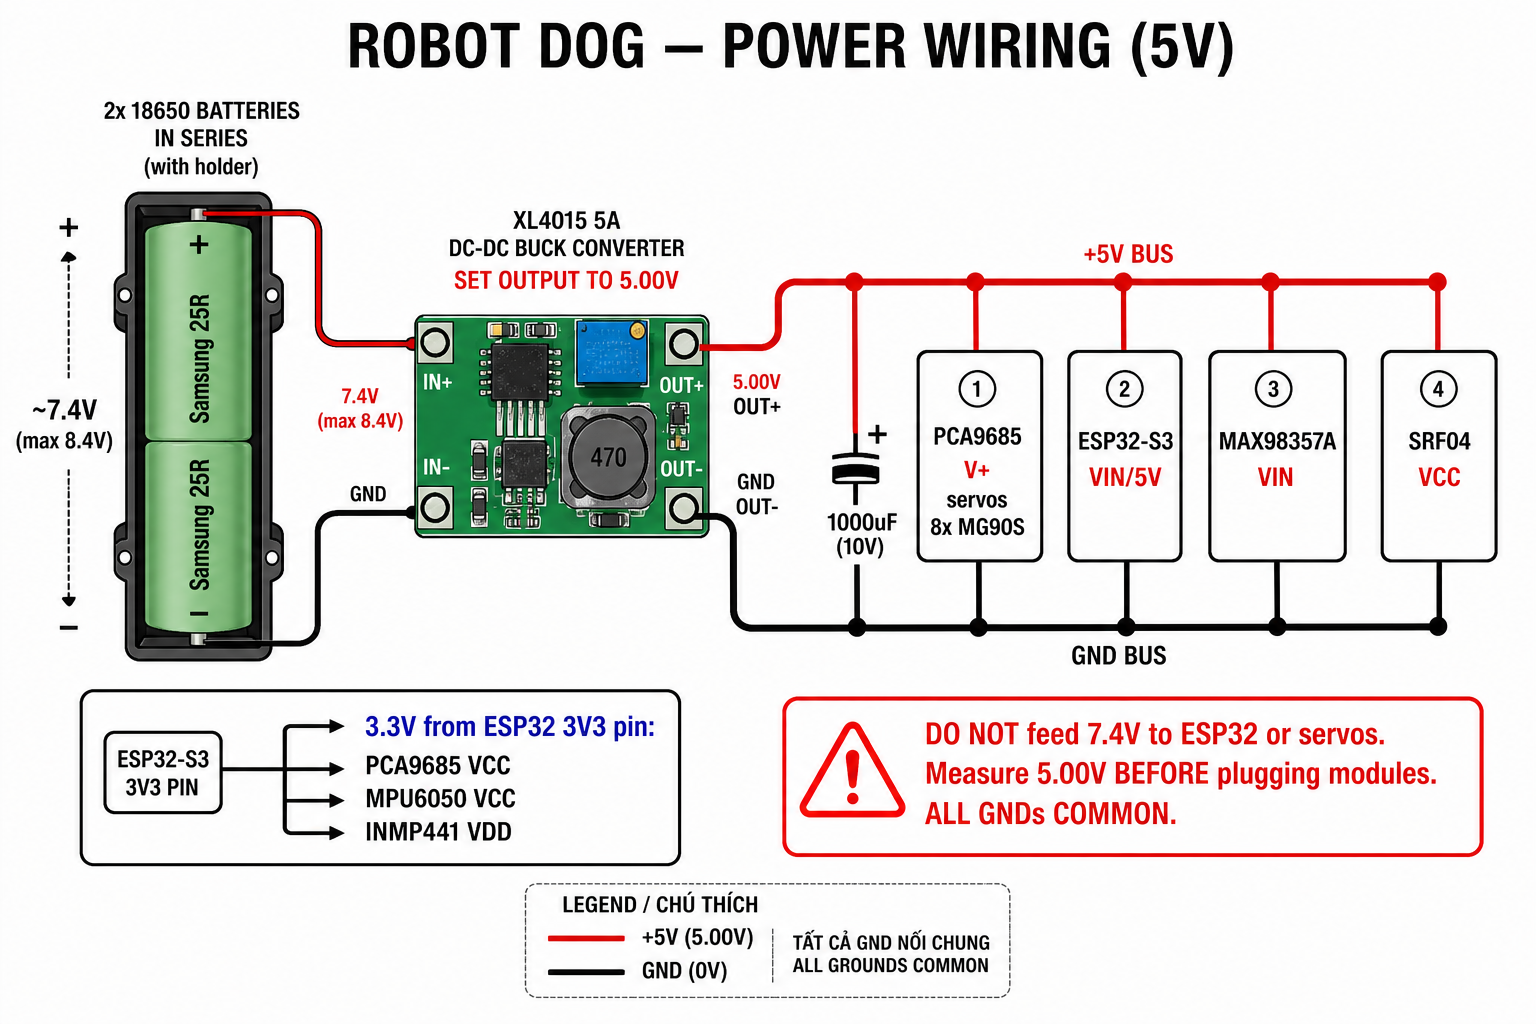 ROBOT DOG — POWER WIRING (5V)
2x 18650 BATTERIES
IN SERIES
(with holder)
+
~7.4V
(max 8.4V)
–
+
Samsung 25R
Samsung 25R
–
XL4015 5A
DC-DC BUCK CONVERTER
SET OUTPUT TO 5.00V
7.4V
(max 8.4V)
GND
IN+
IN-
470
OUT+
OUT-
5.00V
OUT+
GND
OUT-
+5V BUS
+
1000uF
(10V)
1
PCA9685
V+
servos
8x MG90S
2
ESP32-S3
VIN/5V
3
MAX98357A
VIN
4
SRF04
VCC
GND BUS
ESP32-S3
3V3 PIN
3.3V from ESP32 3V3 pin:
PCA9685 VCC
MPU6050 VCC
INMP441 VDD
!
DO NOT feed 7.4V to ESP32 or servos.
Measure 5.00V BEFORE plugging modules.
ALL GNDs COMMON.
LEGEND / CHÚ THÍCH
+5V (5.00V)
GND (0V)
TẤT CẢ GND NỐI CHUNG
ALL GROUNDS COMMON